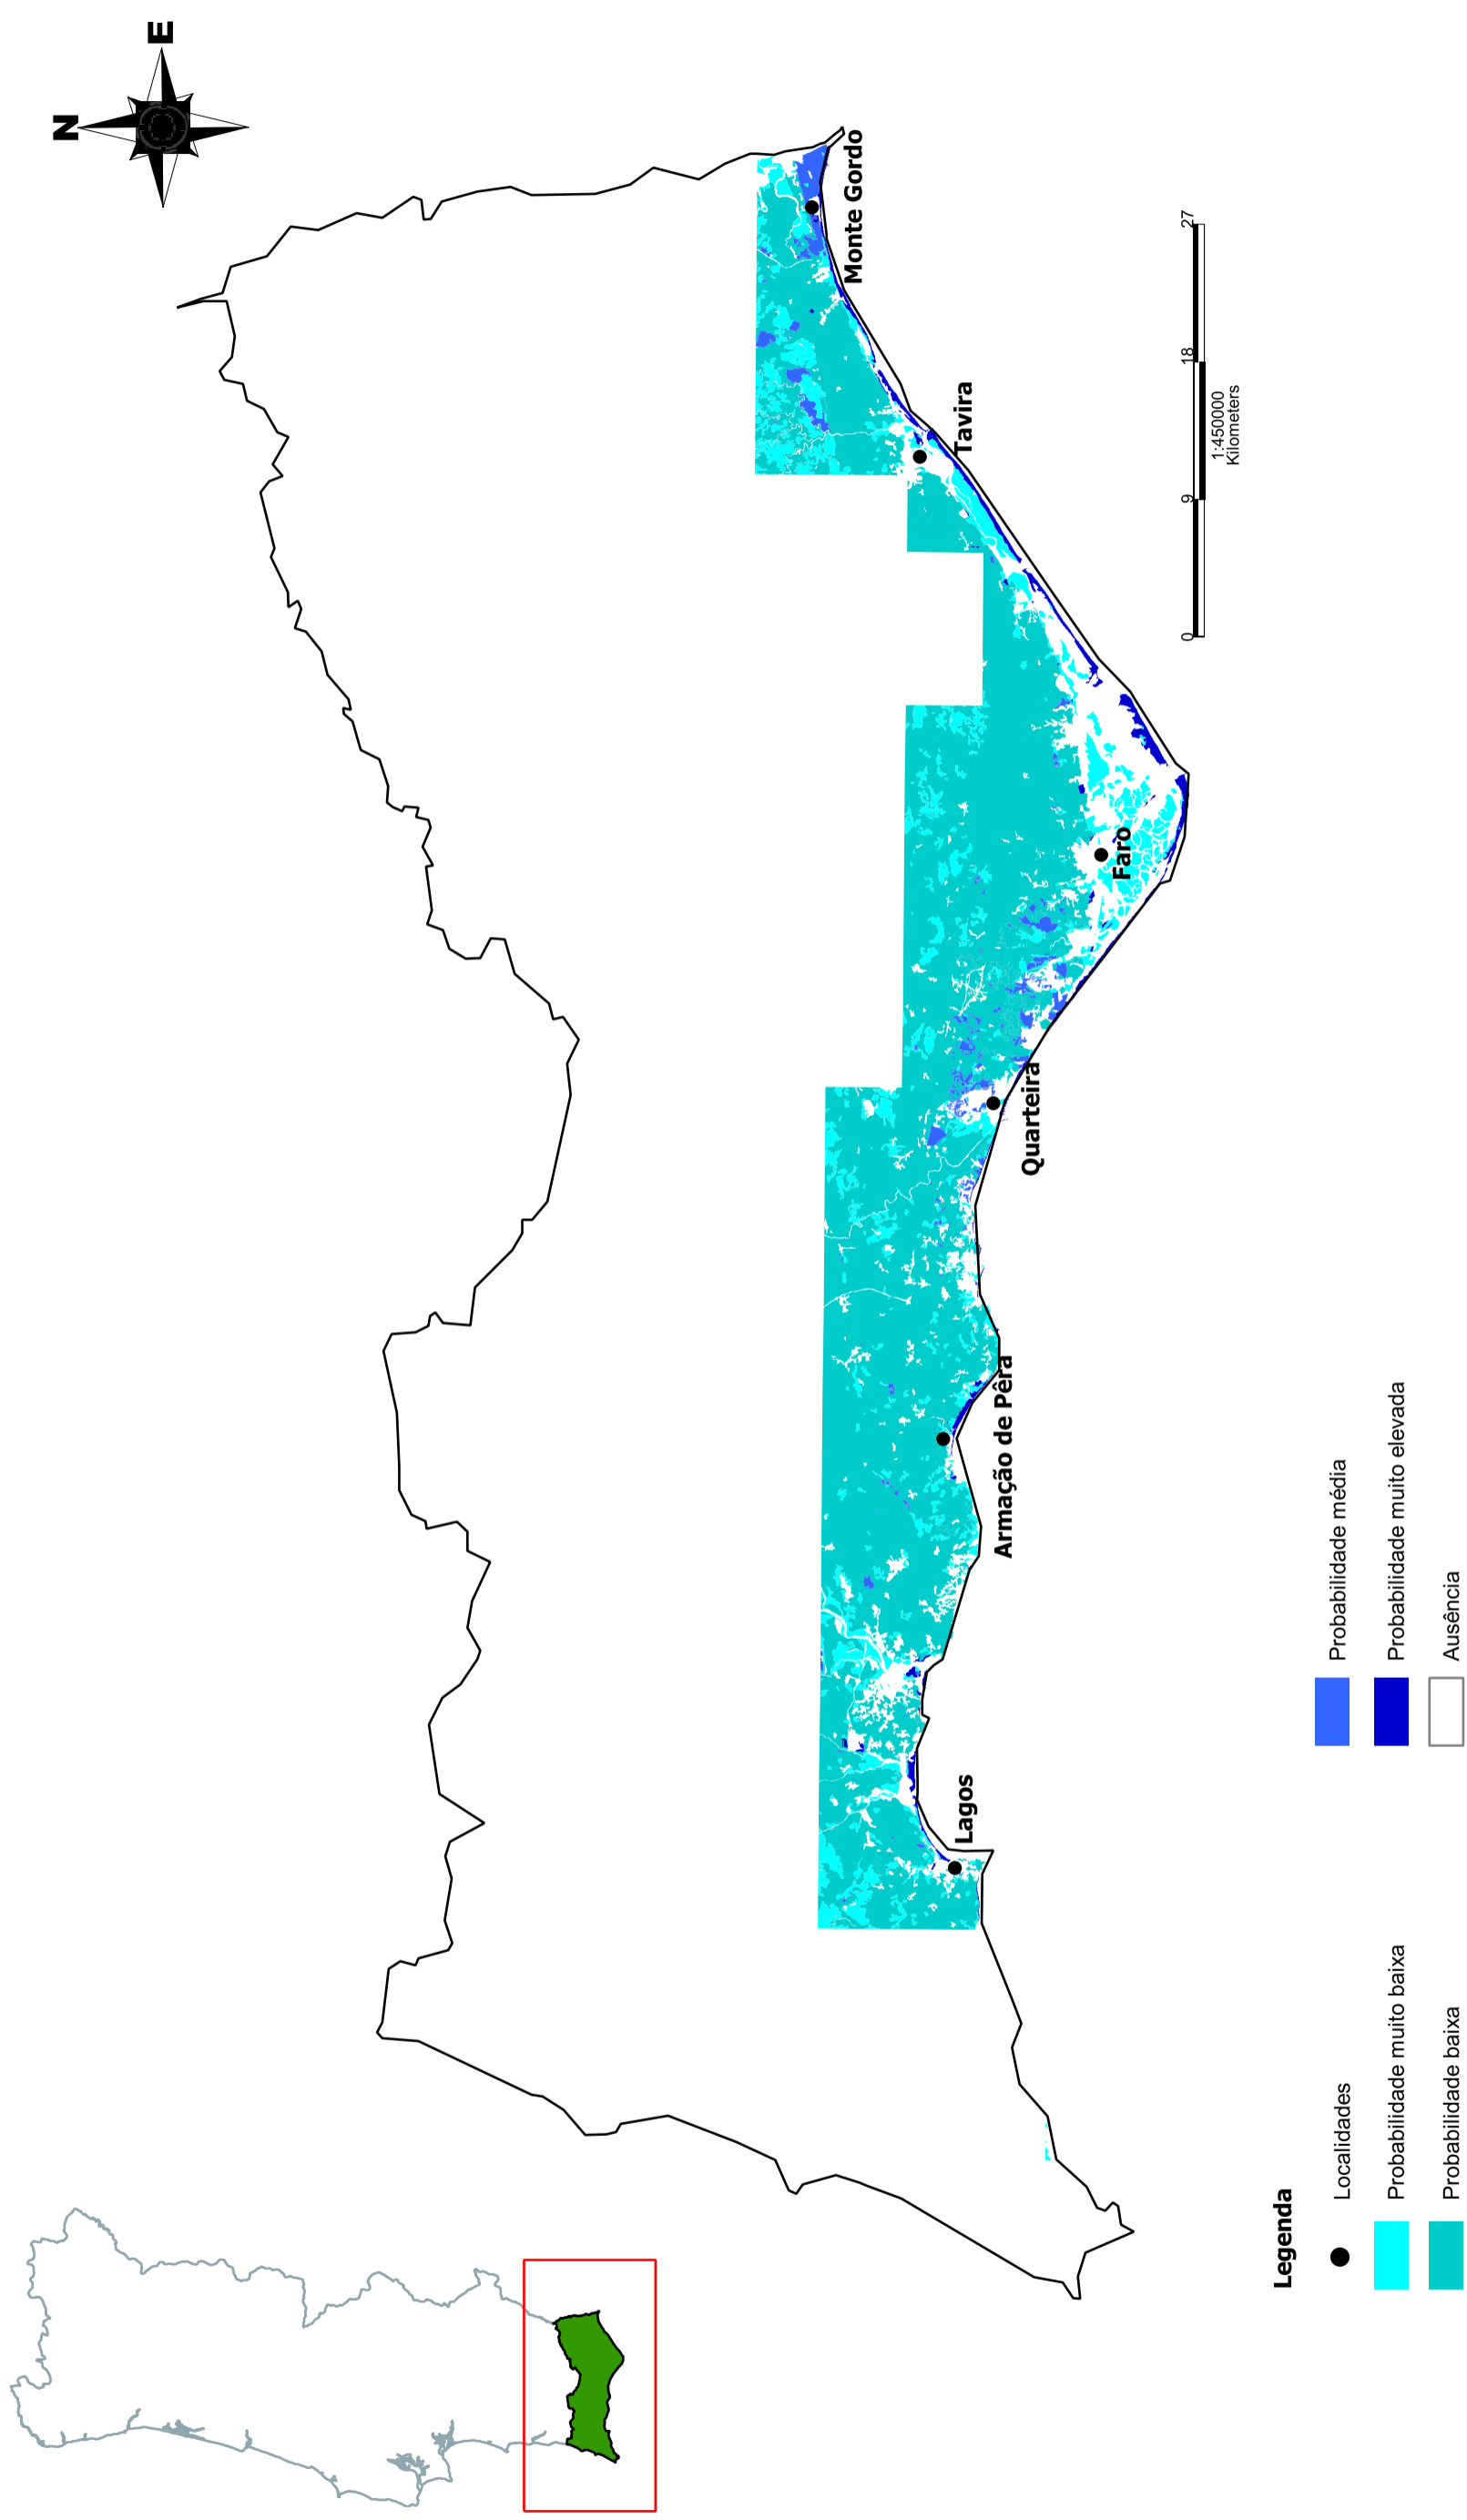 N
E
Monte Gordo
Tavira
Faro
Quarteira
Armação de Pêra
Lagos
0 9 18 27
1:450000
Kilometers
Legenda
Localidades
Probabilidade muito baixa
Probabilidade baixa
Probabilidade média
Probabilidade muito elevada
Ausência